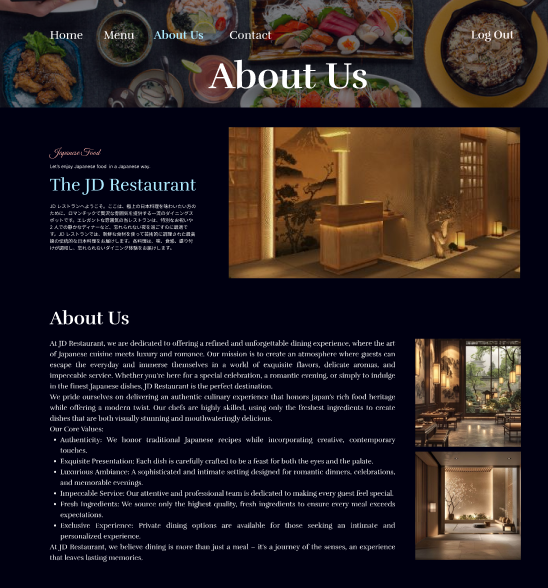 Home Menu About Us Contact Log Out
About Us
Japanese Food
Let's enjoy Japanese food in a Japanese way.
The JD Restaurant
JD レストランへようこそ。ここは、極上の日本料理を味わいたい方の
ために、ロマンチックで贅沢な雰囲気を提供する一流のダイニングス
ポットです。エレガントな雰囲気の当レストランは、特別なお祝いや
2 人での静かなディナーなど、忘れられない夜を過ごすのに最適で
す。JD レストランでは、新鮮な食材を使って芸術的に調理された最高
級の伝統的な日本料理をお届けします。各料理は、味、食感、盛り付
けが調和し、忘れられないダイニング体験をお届けします。
About Us
At JD Restaurant, we are dedicated to offering a refined and unforgettable dining experience, where the art
of Japanese cuisine meets luxury and romance. Our mission is to create an atmosphere where guests can
escape the everyday and immerse themselves in a world of exquisite flavors, delicate aromas, and
impeccable service. Whether you're here for a special celebration, a romantic evening, or simply to indulge
in the finest Japanese dishes, JD Restaurant is the perfect destination.
We pride ourselves on delivering an authentic culinary experience that honors Japan's rich food heritage
while offering a modern twist. Our chefs are highly skilled, using only the freshest ingredients to create
dishes that are both visually stunning and mouthwateringly delicious.
Our Core Values:
• Authenticity: We honor traditional Japanese recipes while incorporating creative, contemporary
touches.
• Exquisite Presentation: Each dish is carefully crafted to be a feast for both the eyes and the palate.
• Luxurious Ambiance: A sophisticated and intimate setting designed for romantic dinners, celebrations,
and memorable evenings.
• Impeccable Service: Our attentive and professional team is dedicated to making every guest feel special.
• Fresh Ingredients: We source only the highest quality, fresh ingredients to ensure every meal exceeds
expectations.
• Exclusive Experience: Private dining options are available for those seeking an intimate and
personalized experience.
At JD Restaurant, we believe dining is more than just a meal – it's a journey of the senses, an experience
that leaves lasting memories.